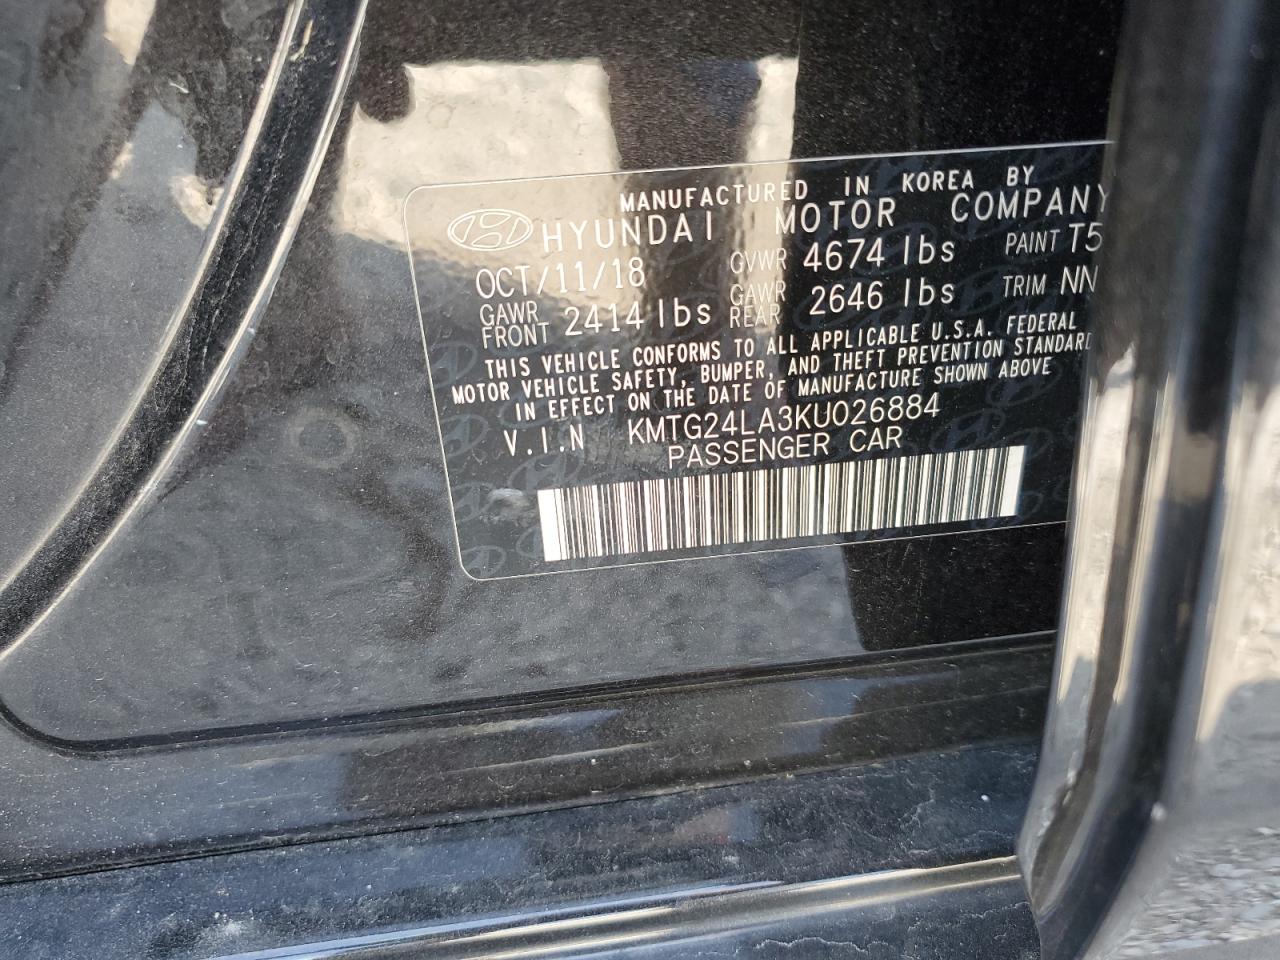 MANUFACTURED IN KOREA BY
HYUNDAI MOTOR COMPANY
OCT/11/18 GVWR 4674 lbs PAINT T5
GAWR FRONT 2414 lbs GAWR REAR 2646 lbs TRIM NN
THIS VEHICLE CONFORMS TO ALL APPLICABLE U.S.A. FEDERAL
MOTOR VEHICLE SAFETY, BUMPER, AND THEFT PREVENTION STANDARD
IN EFFECT ON THE DATE OF MANUFACTURE SHOWN ABOVE
V.I.N KMTG24LA3KU026884
PASSENGER CAR